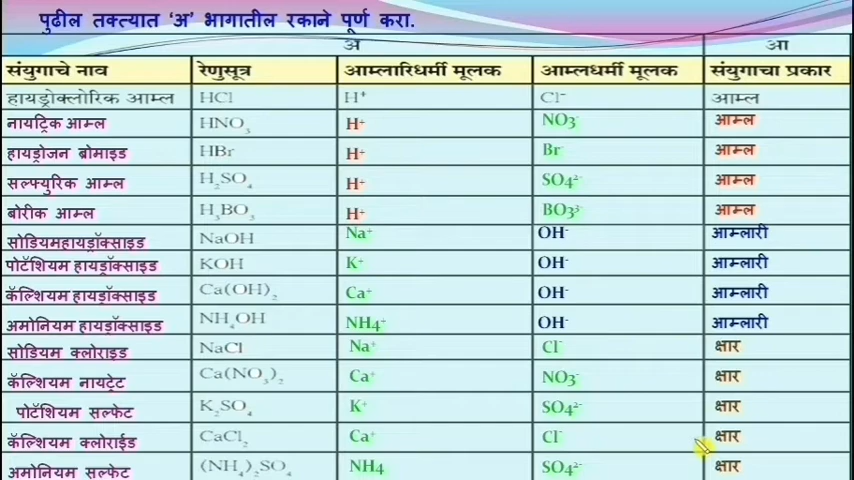 पुढील तक्त्यात ‘अ’ भागातील रकाने पूर्ण करा.
अ आ
संयुगाचे नाव रेणुसूत्र आम्लारिधर्मी मूलक आम्लधर्मी मूलक संयुगाचा प्रकार
हायड्रोक्लोरिक आम्ल HCl H⁺ Cl⁻ आम्ल
नायट्रिक आम्ल HNO₃ H⁺ NO3⁻ आम्ल
हायड्रोजन ब्रोमाइड HBr H⁺ Br⁻ आम्ल
सल्फ्युरिक आम्ल H₂SO₄ H⁺ SO4²⁻ आम्ल
बोरीक आम्ल H₃BO₃ H⁺ BO3³⁻ आम्ल
सोडियमहायड्रॉक्साइड NaOH Na⁺ OH⁻ आम्लारी
पोटॅशियम हायड्रॉक्साइड KOH K⁺ OH⁻ आम्लारी
कॅल्शियम हायड्रॉक्साइड Ca(OH)₂ Ca⁺ OH⁻ आम्लारी
अमोनियम हायड्रॉक्साइड NH₄OH NH4⁺ OH⁻ आम्लारी
सोडियम क्लोराइड NaCl Na⁺ Cl⁻ क्षार
कॅल्शियम नायट्रेट Ca(NO₃)₂ Ca⁺ NO3⁻ क्षार
पोटॅशियम सल्फेट K₂SO₄ K⁺ SO4²⁻ क्षार
कॅल्शियम क्लोराईड CaCl₂ Ca⁺ Cl⁻ क्षार
अमोनियम सल्फेट (NH₄)₂SO₄ NH4 SO4²⁻ क्षार